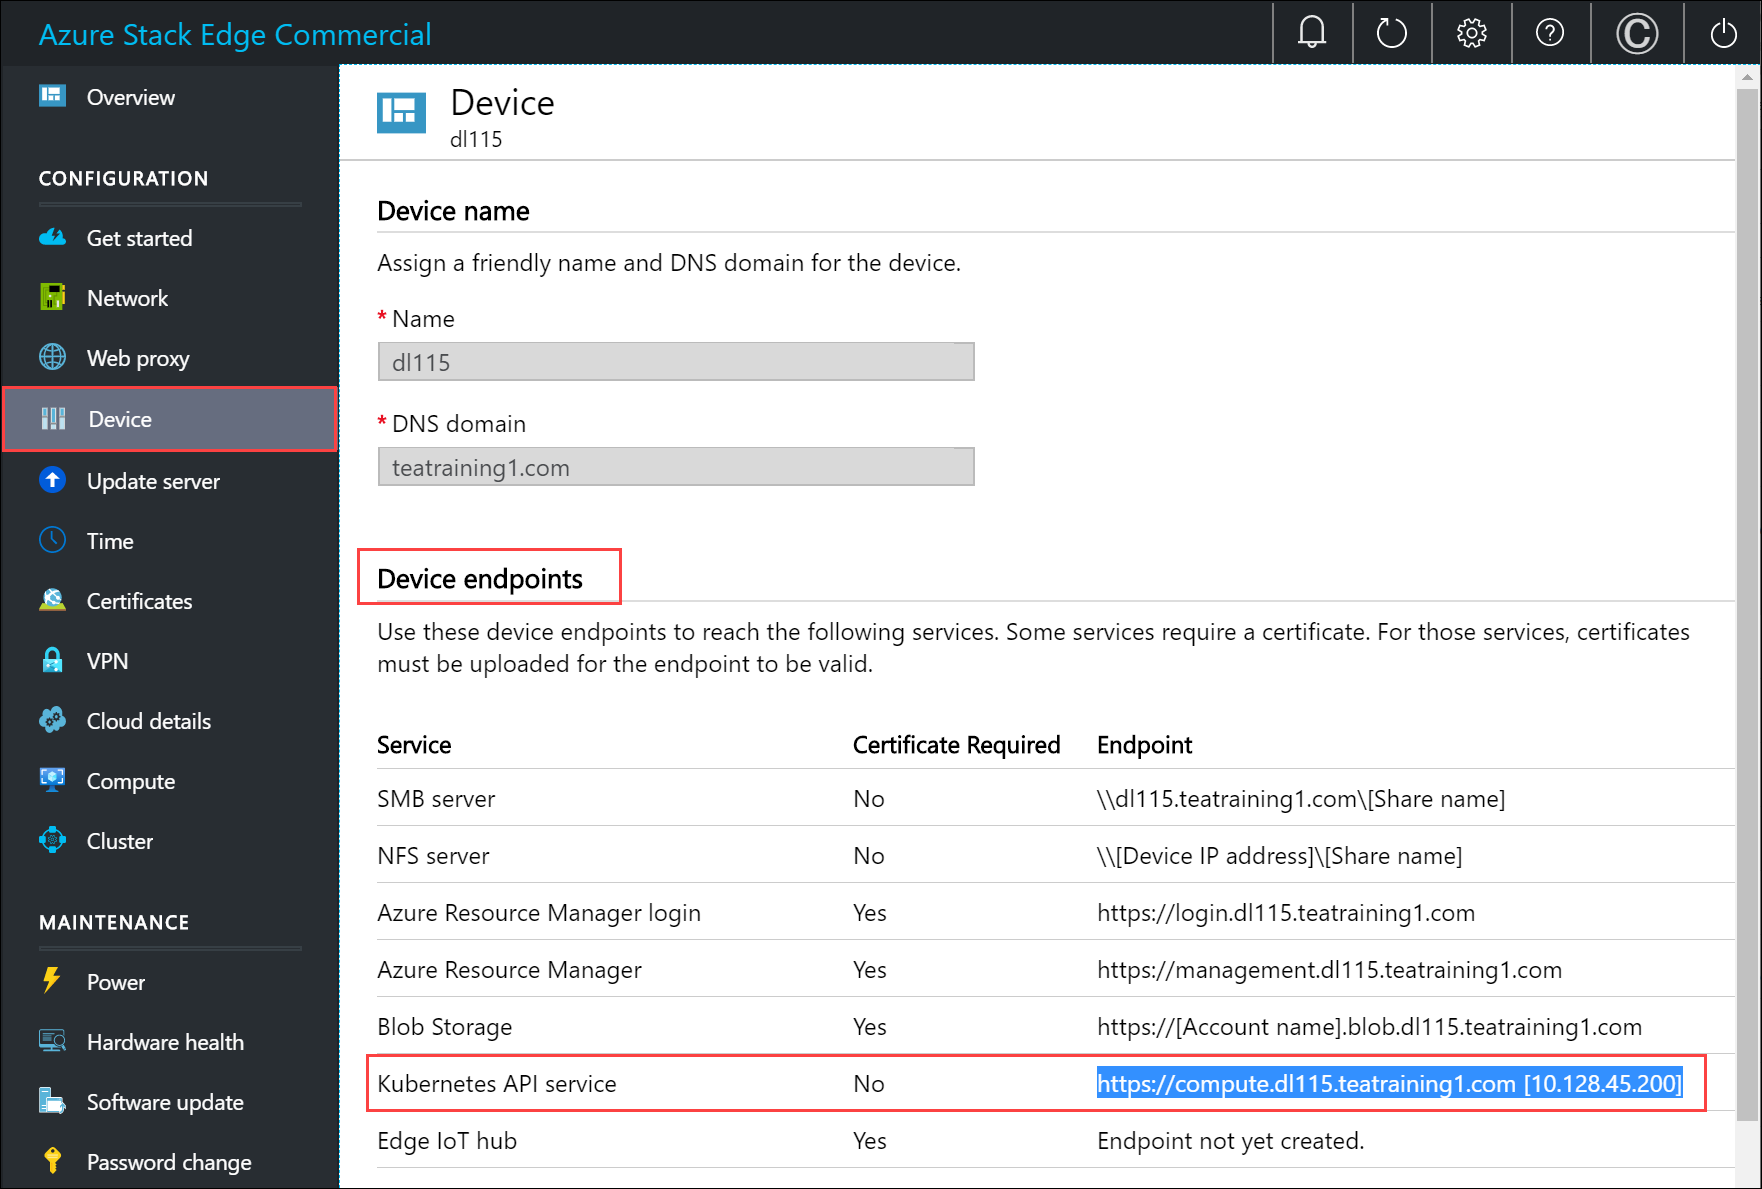 Azure Stack Edge Commercial
Overview
CONFIGURATION
Get started
Network
Web proxy
Device
Update server
Time
Certificates
VPN
Cloud details
Compute
Cluster
MAINTENANCE
Power
Hardware health
Software update
Password change
Device
dl115
Device name
Assign a friendly name and DNS domain for the device.
* Name
dl115
* DNS domain
teatraining1.com
Device endpoints
Use these device endpoints to reach the following services. Some services require a certificate. For those services, certificates
must be uploaded for the endpoint to be valid.
Service Certificate Required Endpoint
SMB server No \\dl115.teatraining1.com\[Share name]
NFS server No \\[Device IP address]\[Share name]
Azure Resource Manager login Yes https://login.dl115.teatraining1.com
Azure Resource Manager Yes https://management.dl115.teatraining1.com
Blob Storage Yes https://[Account name].blob.dl115.teatraining1.com
Kubernetes API service No https://compute.dl115.teatraining1.com [10.128.45.200]
Edge IoT hub Yes Endpoint not yet created.